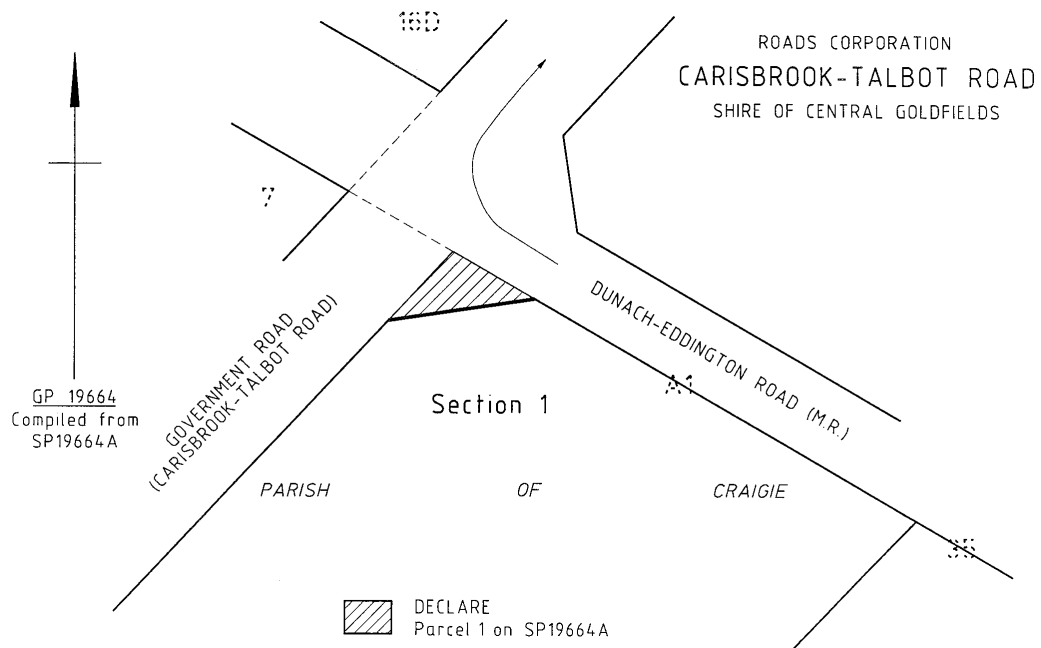 16D
ROADS CORPORATION
CARISBROOK-TALBOT ROAD
SHIRE OF CENTRAL GOLDFIELDS
7
GP 19664
Compiled from
SP19664A
GOVERNMENT ROAD
(CARISBROOK-TALBOT ROAD)
DUNACH-EDDINGTON ROAD (M.R.)
A1
Section 1
PARISH OF CRAIGIE
DECLARE
Parcel 1 on SP19664A